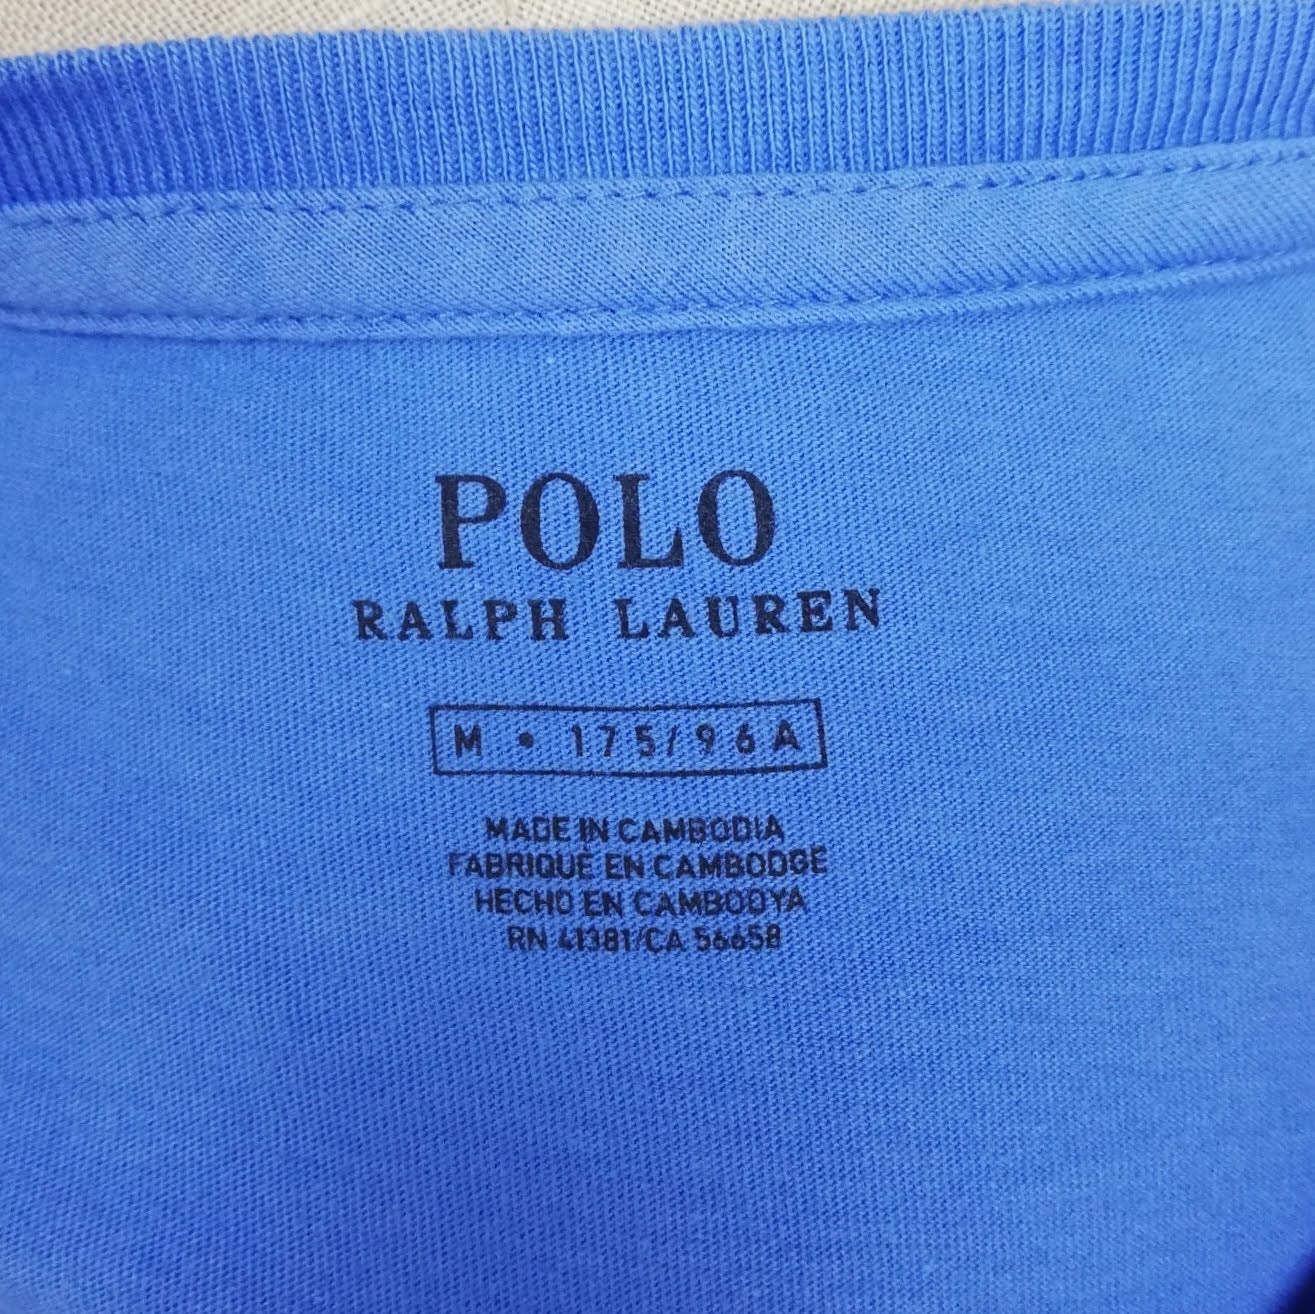 POLO
RALPH LAUREN
M • 175/96A
MADE IN CAMBODIA
FABRIQUÉ EN CAMBODGE
HECHO EN CAMBODYA
RN 41381/CA 56658